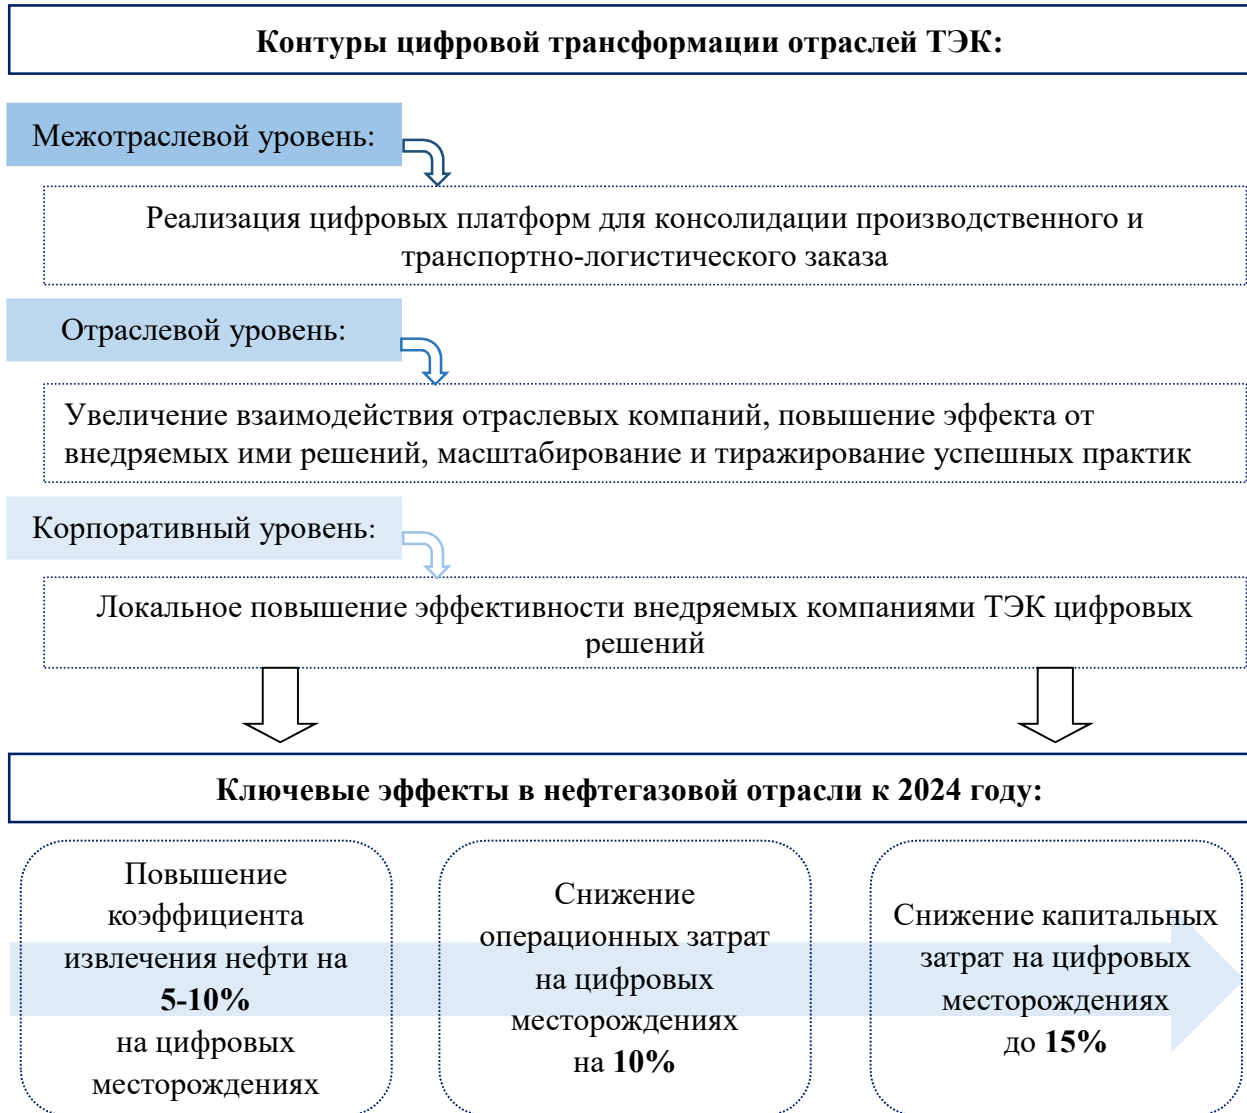 Контуры цифровой трансформации отраслей ТЭК:
Межотраслевой уровень:
Реализация цифровых платформ для консолидации производственного и
транспортно-логистического заказа
Отраслевой уровень:
Увеличение взаимодействия отраслевых компаний, повышение эффекта от
внедряемых ими решений, масштабирование и тиражирование успешных практик
Корпоративный уровень:
Локальное повышение эффективности внедряемых компаниями ТЭК цифровых
решений
Ключевые эффекты в нефтегазовой отрасли к 2024 году:
Повышение
коэффициента
извлечения нефти на
5-10%
на цифровых
месторождениях
Снижение
операционных затрат
на цифровых
месторождениях
на 10%
Снижение капитальных
затрат на цифровых
месторождениях
до 15%